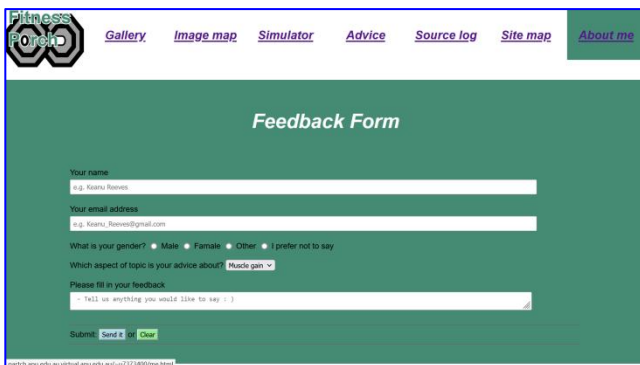 Fitness
Porch
Gallery Image map Simulator Advice Source log Site map About me
Feedback Form
Your name
e.g. Keanu Reeves
Your email address
e.g. Keanu_Reeves@gmail.com
What is your gender? Male Famale Other I prefer not to say
Which aspect of topic is your advice about? Muscle gain
Please fill in your feedback
- Tell us anything you would like to say : )
Submit: Send it or Clear